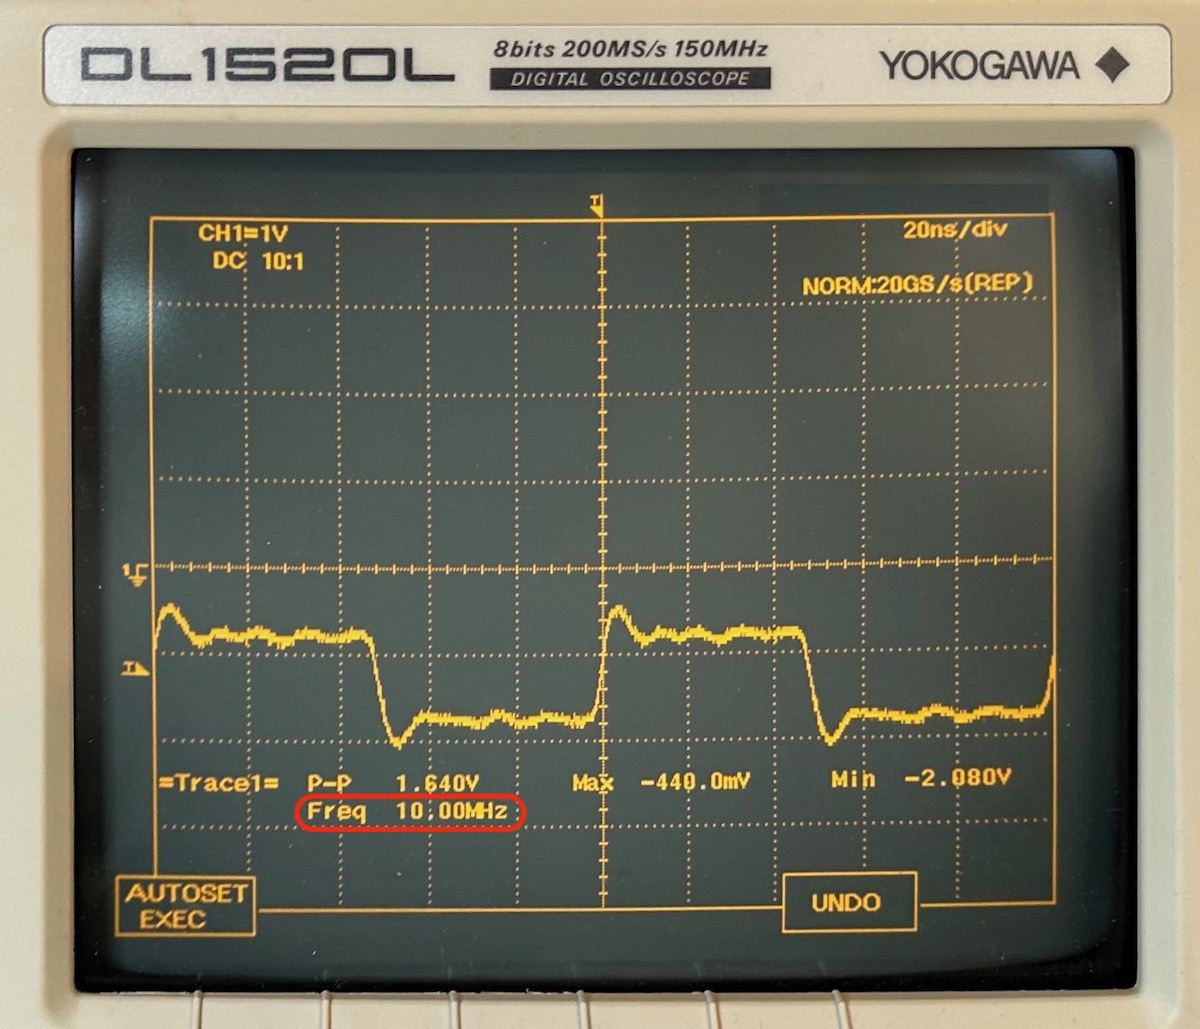 DL1520L 8bits 200MS/s 150MHz YOKOGAWA
DIGITAL OSCILLOSCOPE
T
CH1=1V 20ns/div
DC 10:1
NORM:20GS/s(REP)
1
T
=Trace1= P-P 1.640V Max -440.0mV Min -2.080V
Freq 10.00MHz
AUTOSET
EXEC
UNDO